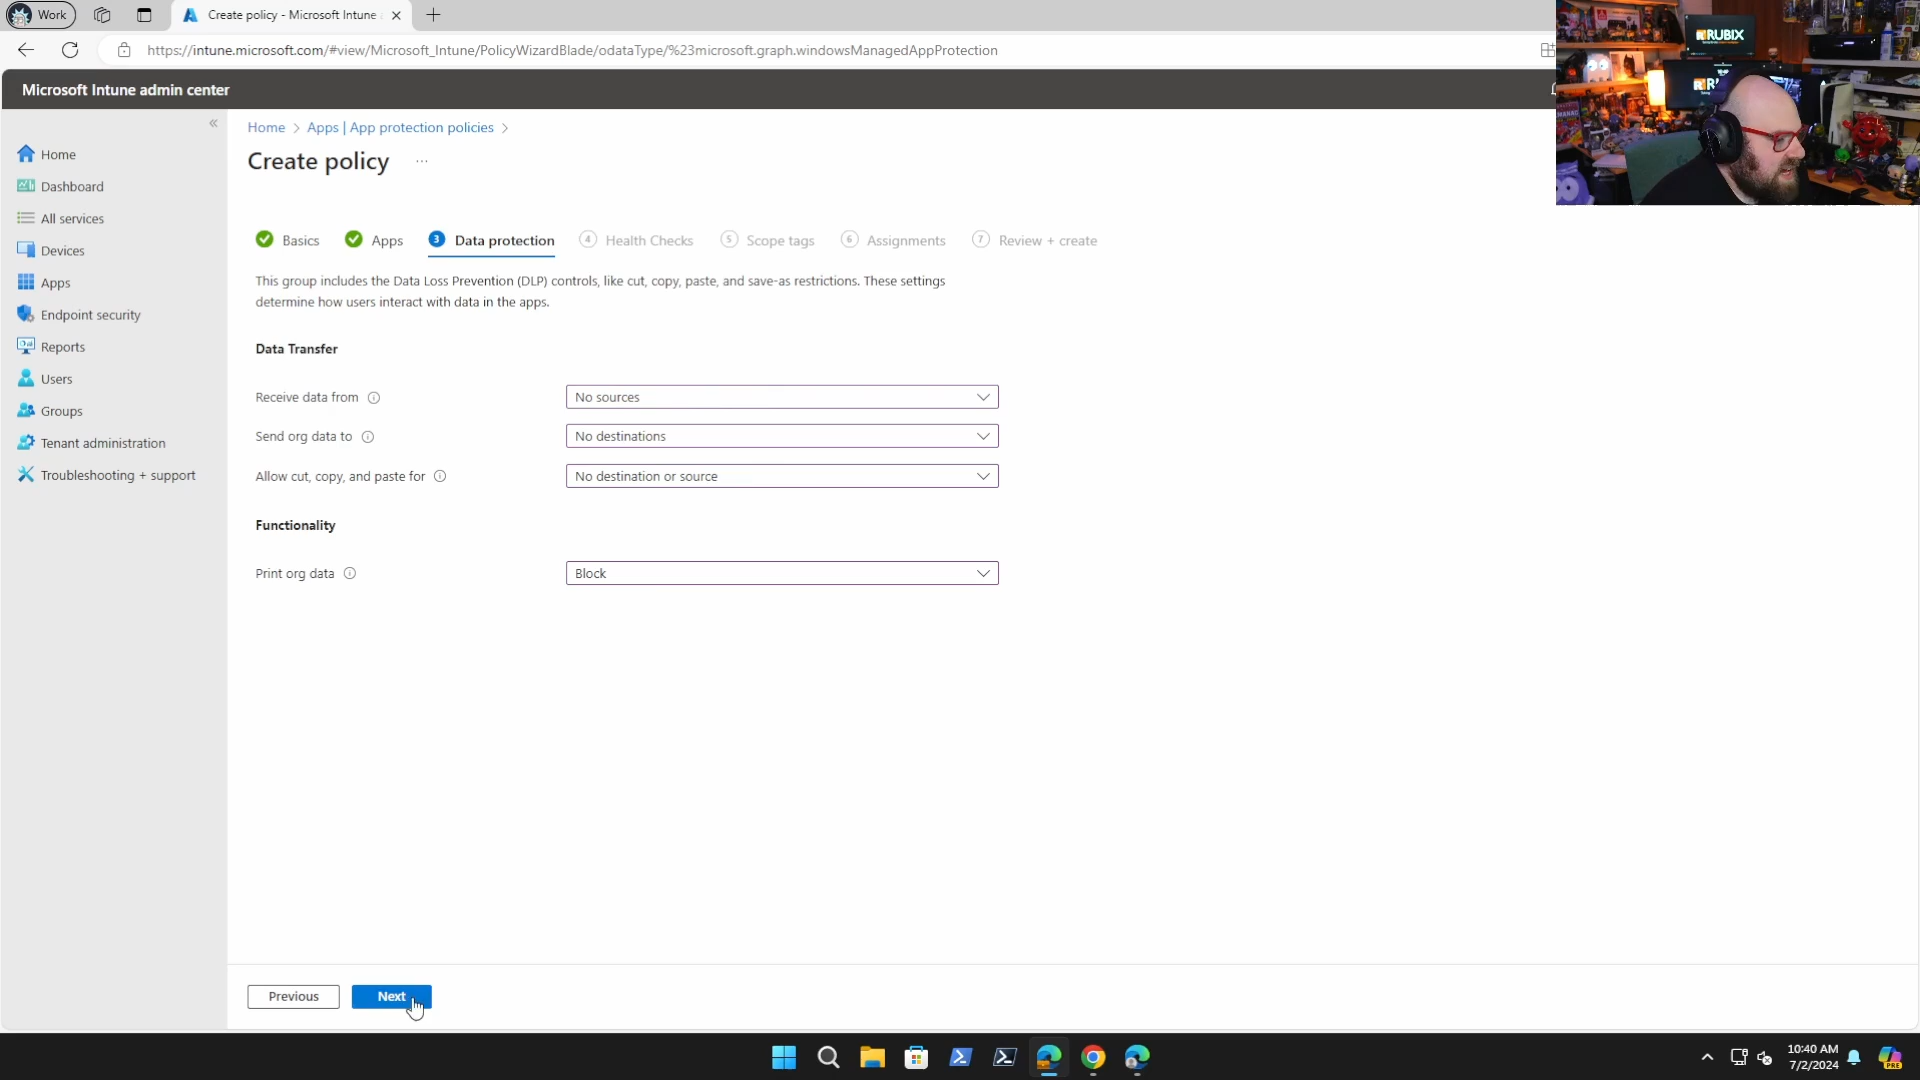 Work
Create policy - Microsoft Intune
https://intune.microsoft.com/#view/Microsoft_Intune/PolicyWizardBlade/odataType/%23microsoft.graph.windowsManagedAppProtection
RUBIX
Microsoft Intune admin center
Home > Apps | App protection policies >
Create policy ...
Home
Dashboard
All services
Devices
Apps
Endpoint security
Reports
Users
Groups
Tenant administration
Troubleshooting + support
Basics
Apps
3 Data protection
4 Health Checks
5 Scope tags
6 Assignments
7 Review + create
This group includes the Data Loss Prevention (DLP) controls, like cut, copy, paste, and save-as restrictions. These settings
determine how users interact with data in the apps.
Data Transfer
Receive data from
No sources
Send org data to
No destinations
Allow cut, copy, and paste for
No destination or source
Functionality
Print org data
Block
Previous
Next
10:40 AM
7/2/2024
PRE